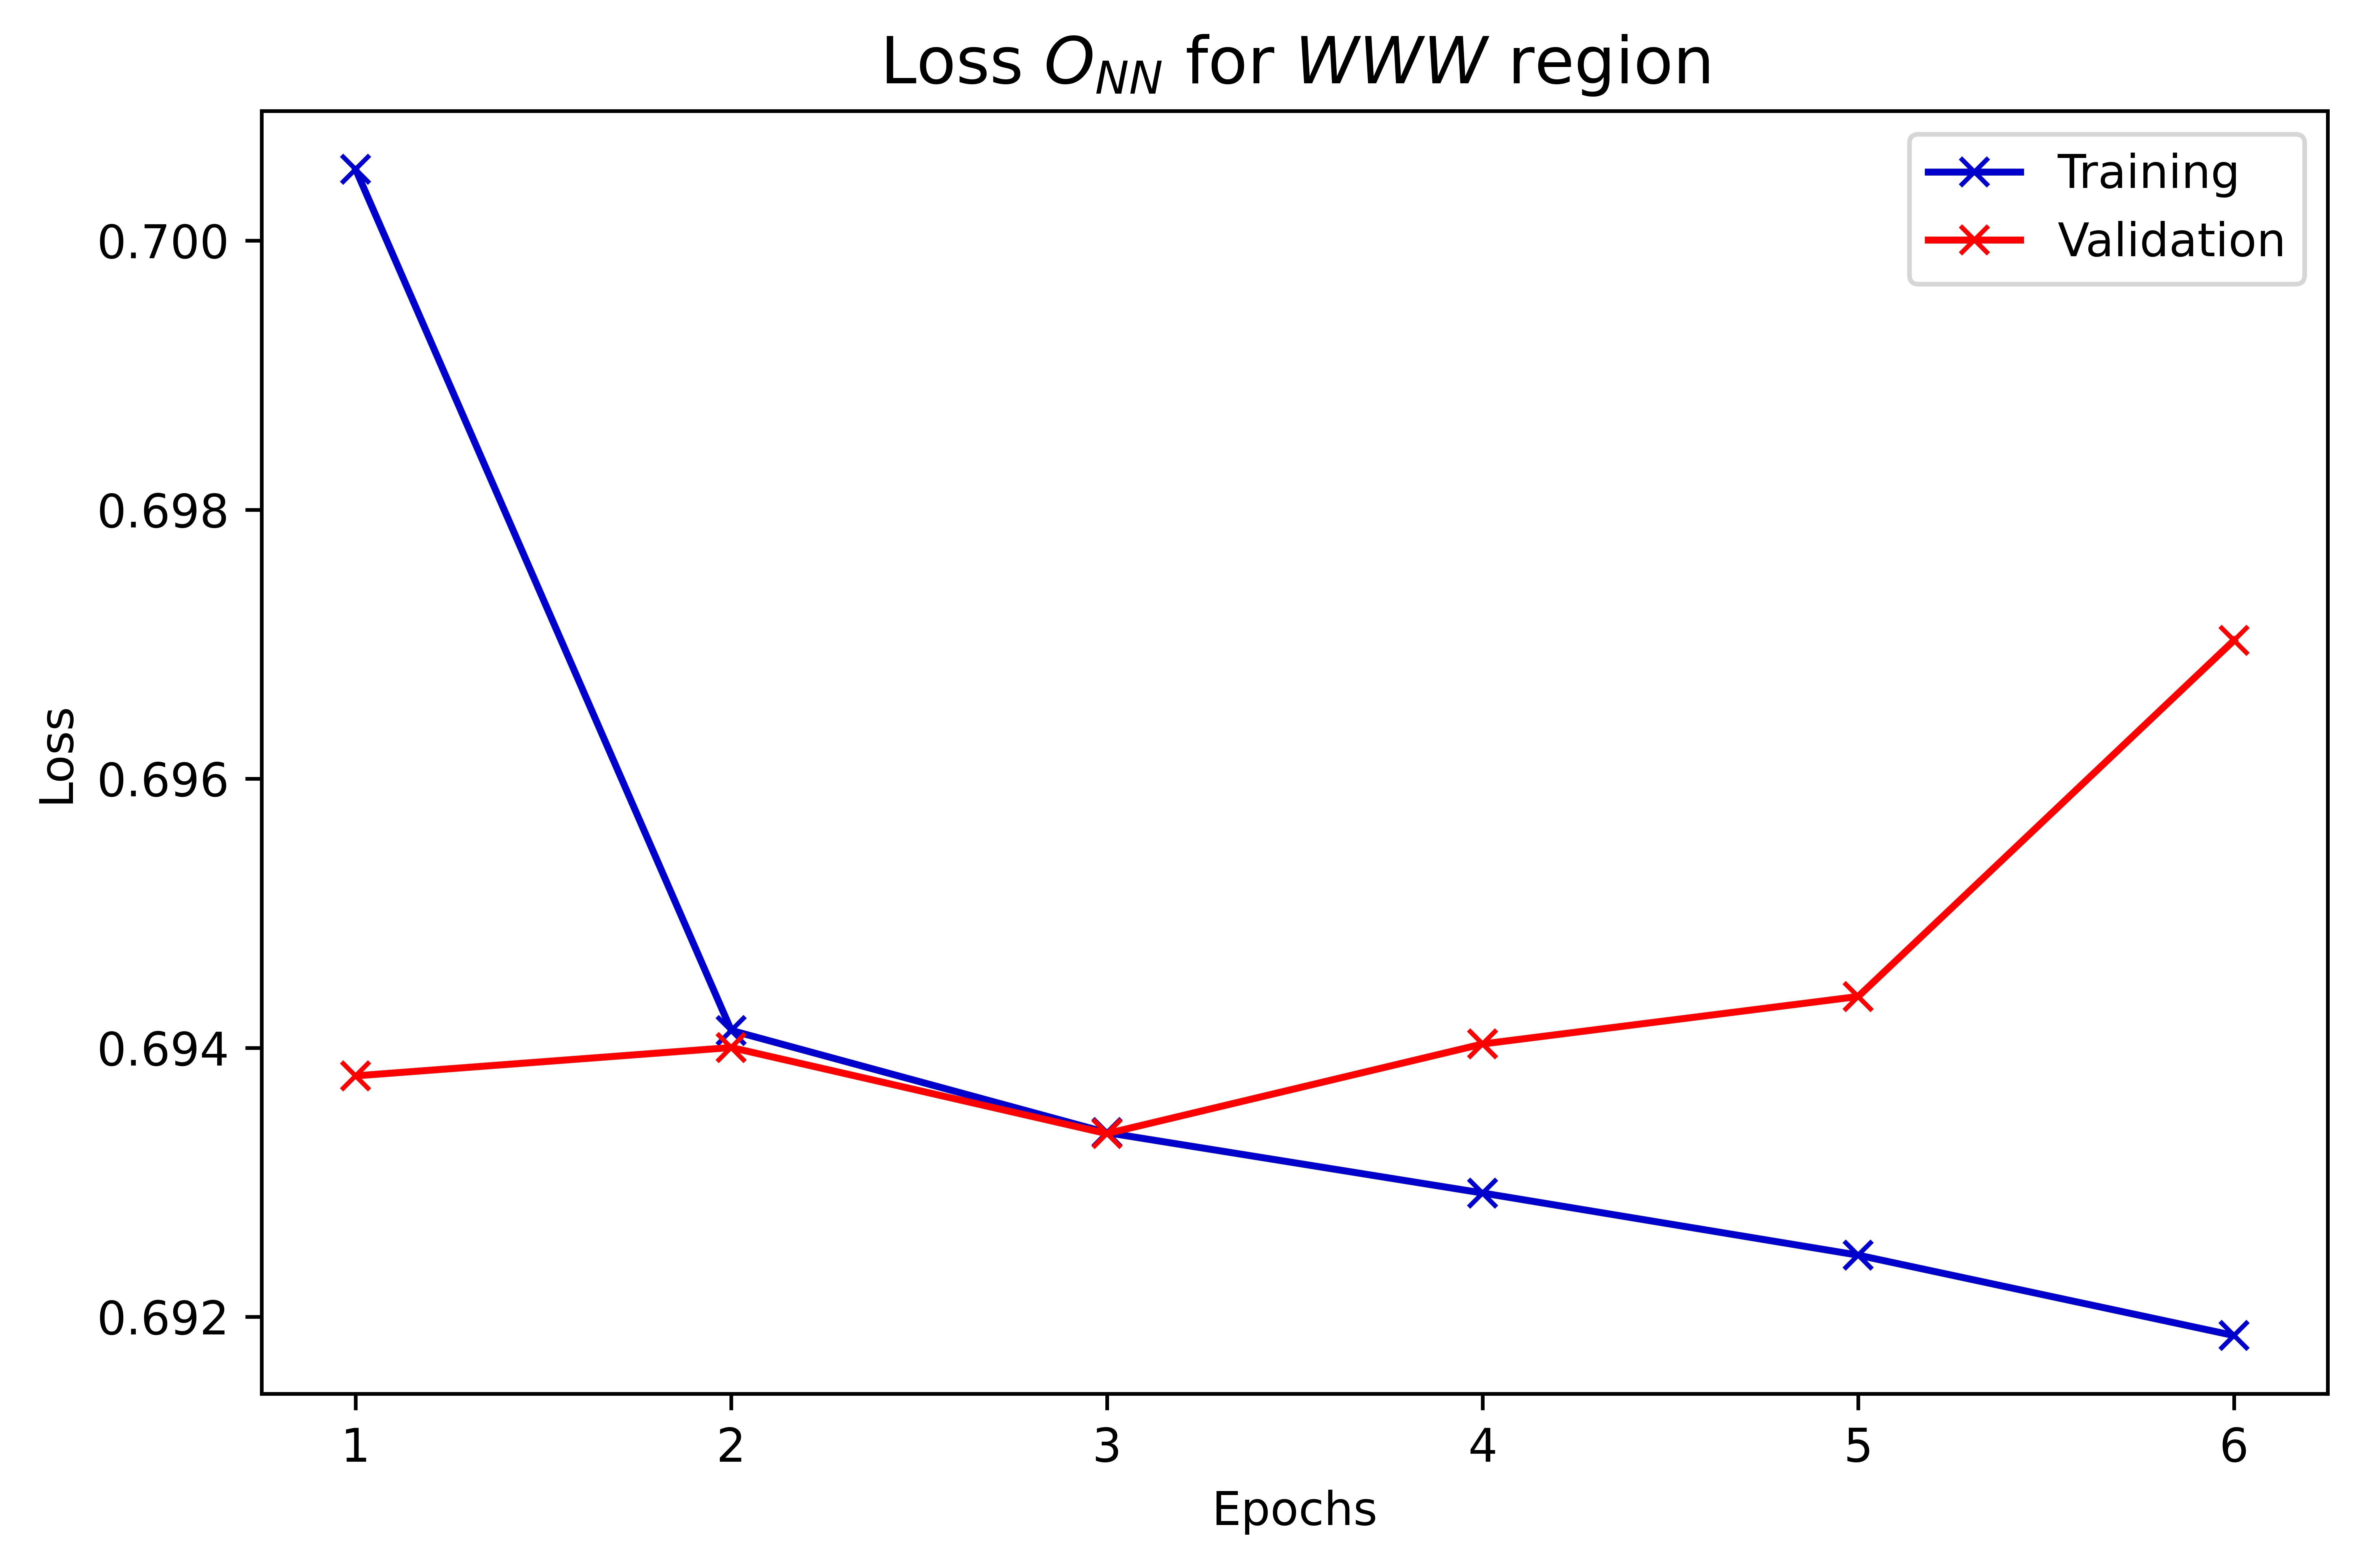 Loss O_NN for WWW region
Training
Validation
0.700
0.698
0.696
0.694
0.692
Loss
1 2 3 4 5 6
Epochs